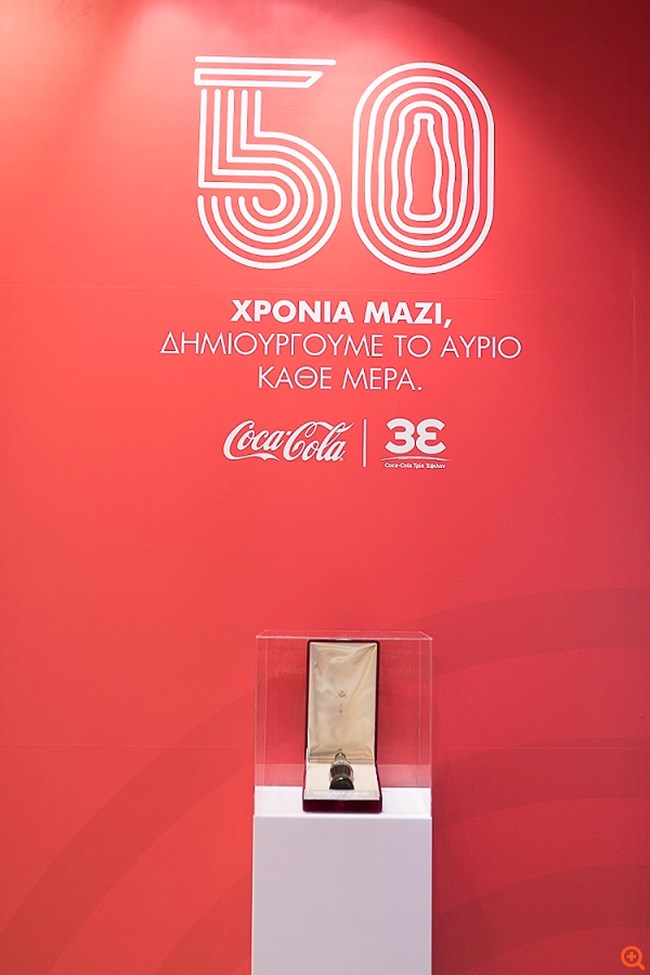 50
ΧΡΟΝΙΑ ΜΑΖΙ,
ΔΗΜΙΟΥΡΓΟΥΜΕ ΤΟ ΑΥΡΙΟ
ΚΑΘΕ ΜΕΡΑ.
Coca-Cola
3E
Coca-Cola Τρία Έψιλον